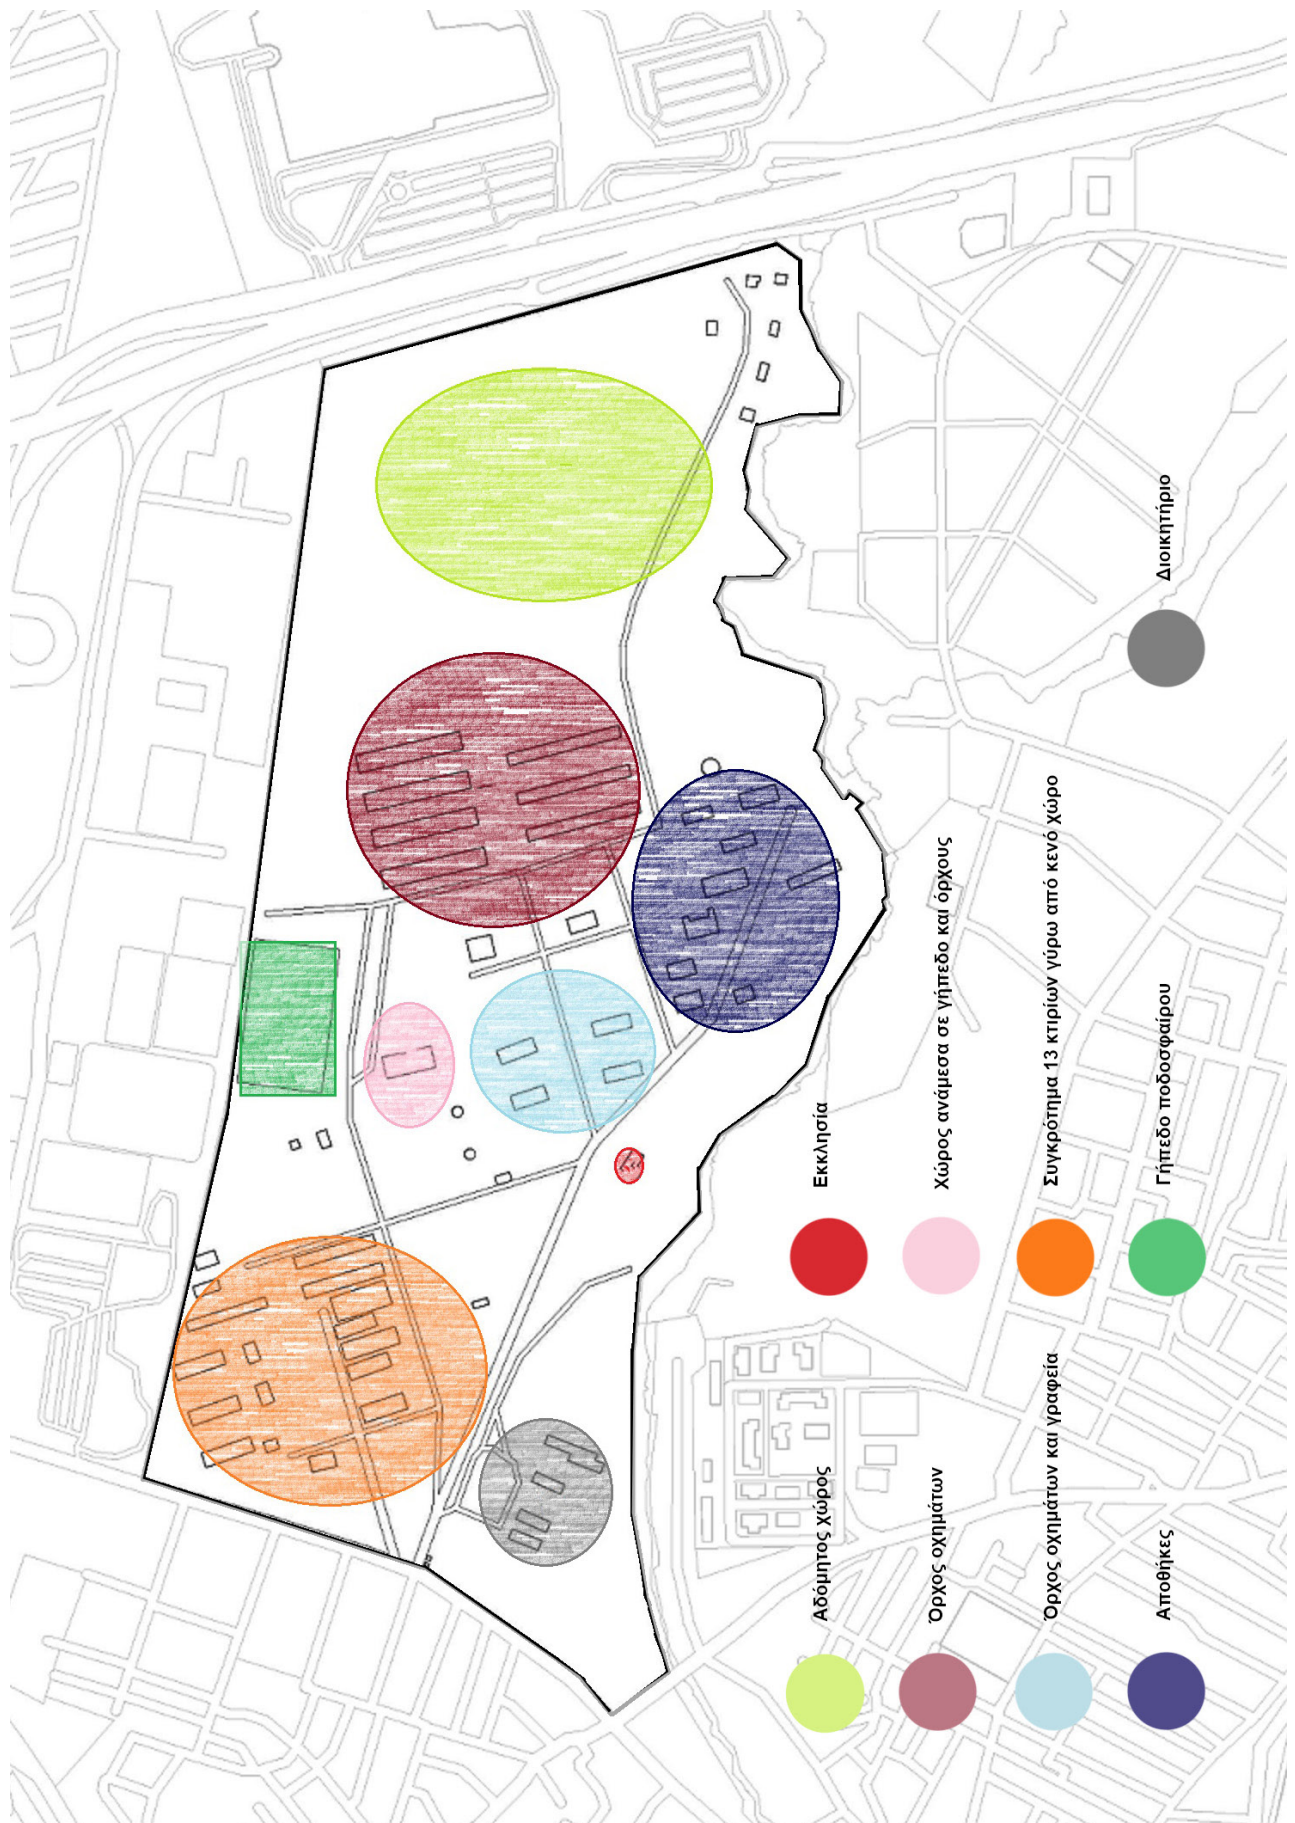 Αδόμητος χώρος
Όρχος οχημάτων
Όρχος οχημάτων και γραφεία
Αποθήκες
Εκκλησία
Χώρος ανάμεσα σε γήπεδο και όρχους
Συγκρότημα 13 κτιρίων γύρω από κενό χώρο
Γήπεδο ποδοσφαίρου
Διοικητήριο